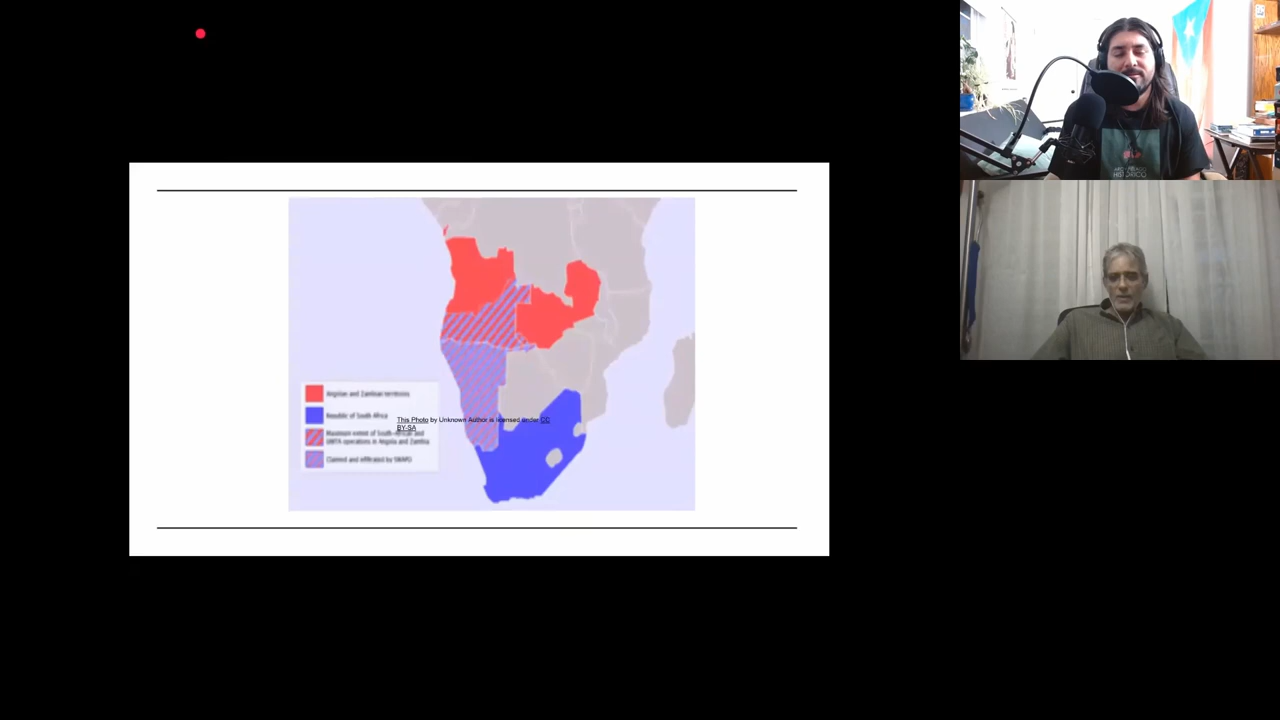 Angolan and Zambian territories
Republic of South Africa
Maximum extent of South African and
UNITA operations in Angola and Zambia
Claimed and infiltrated by SWAPO
This Photo by Unknown Author is licensed under CC
BY-SA
HISTORICO